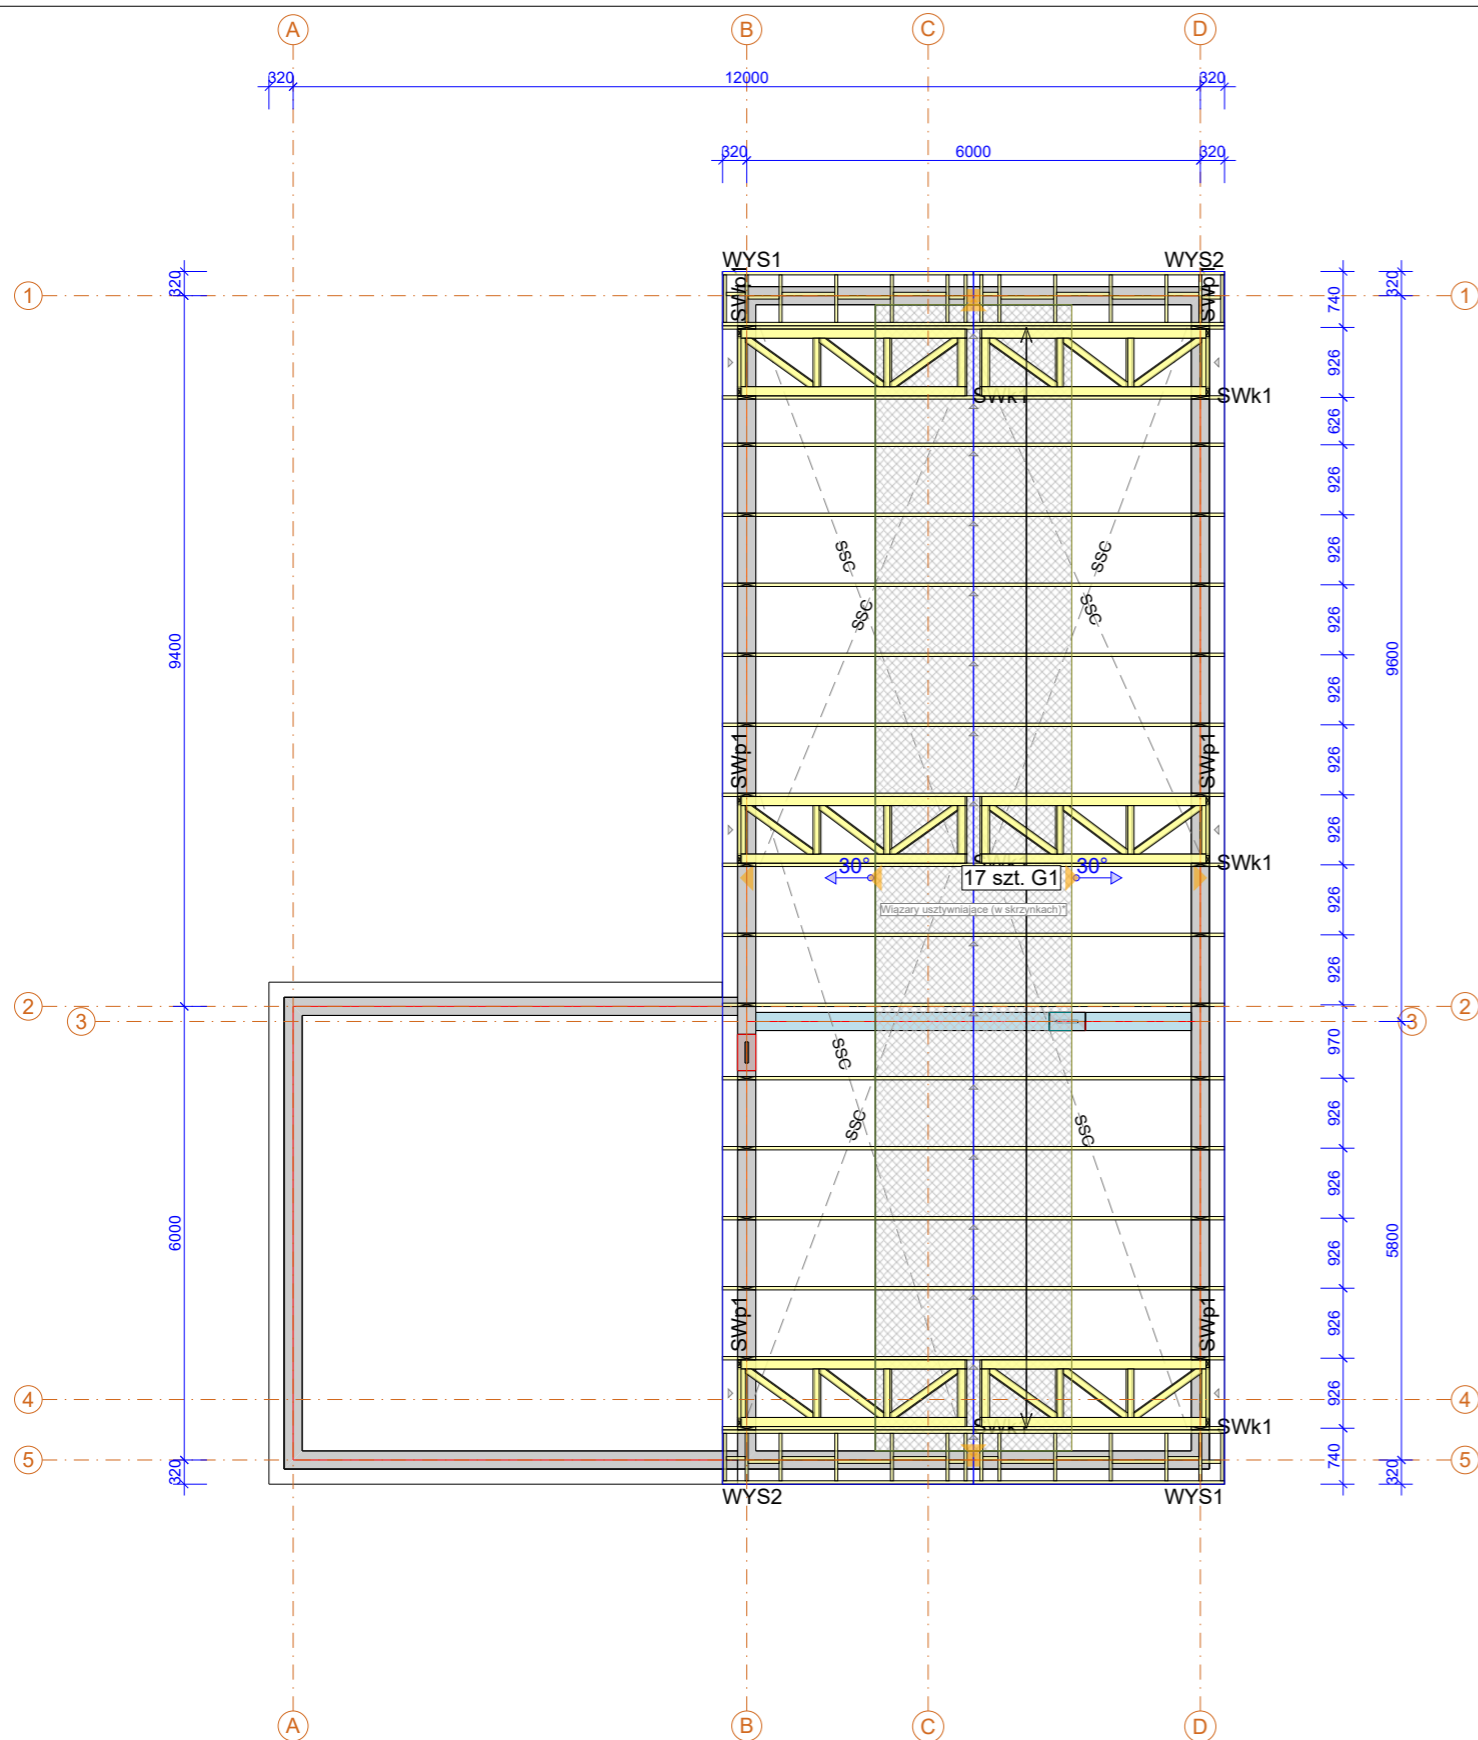 A B C D
320 12000 320
320 6000 320
WYS1 WYS2
SWp1 SWp1
1 320 740 320 1
926
SWk1 SWk1
626
926
SSC SSC
926
SSC SSC
926
9400 926 9600
926
SWp1 SWp1
926
SWk1
30° 17 szt. G1 30°
926
Wiązary usztywniające (w skrzynkach)*
926
2 2
3 3
970
SSC
SSC SSC
926
926
6000 926 5800
926
SWp1 SWp1
4 926 4
SWk1 SWk1
5 320 740 320 5
WYS2 WYS1
A B C D